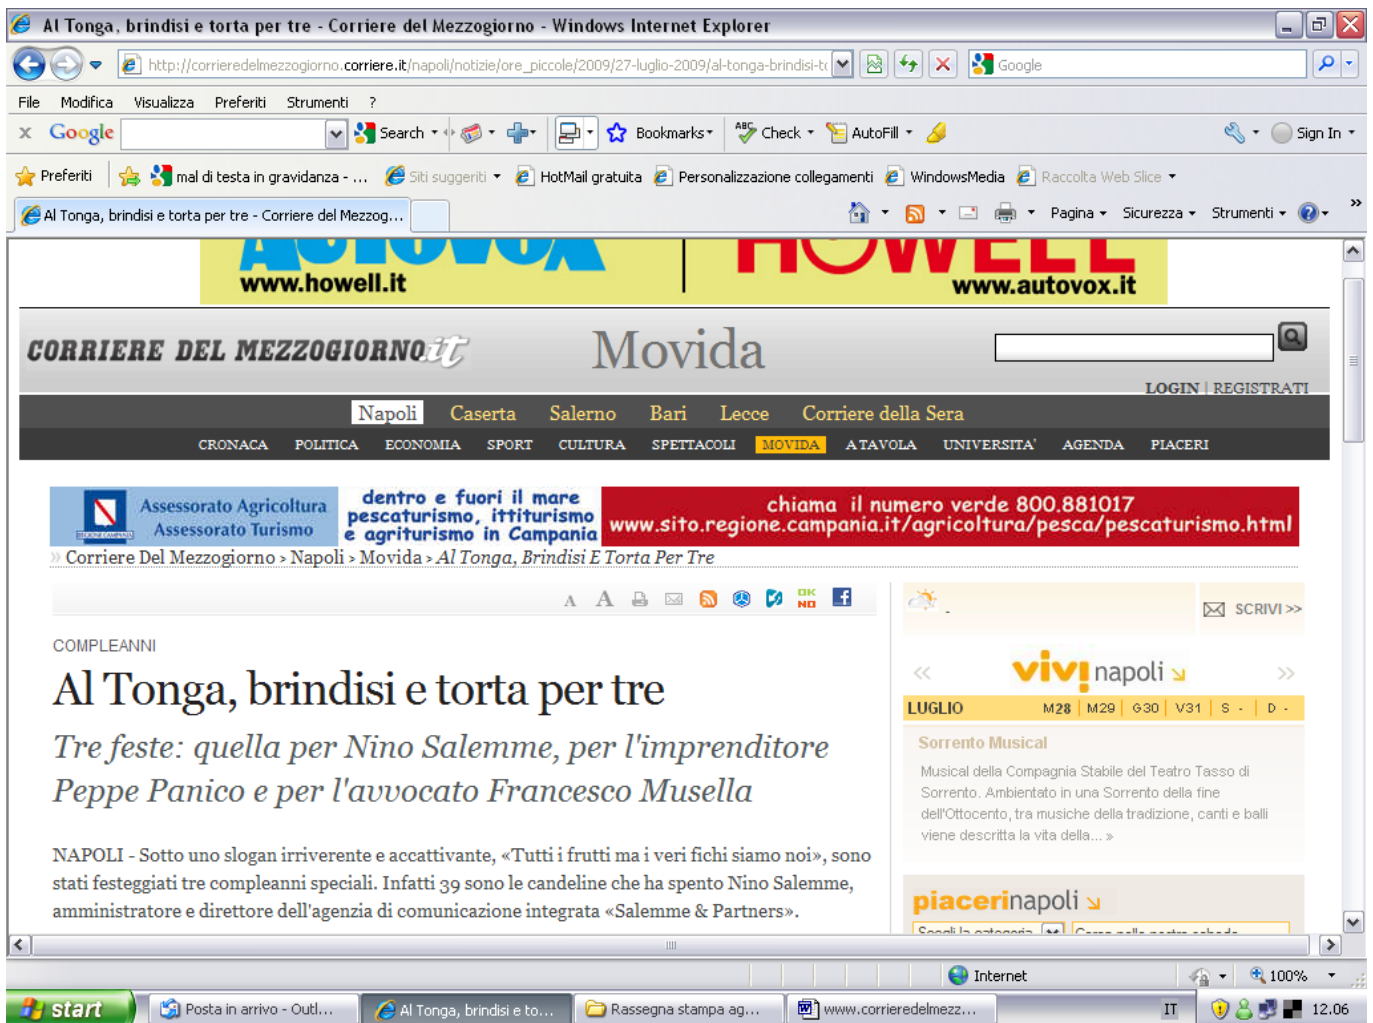 Al Tonga, brindisi e torta per tre - Corriere del Mezzogiorno - Windows Internet Explorer
http://corrieredelmezzogiorno.corriere.it/napoli/notizie/ore_piccole/2009/27-luglio-2009/al-tonga-brindisi-t
Google
File Modifica Visualizza Preferiti Strumenti ?
x Google Search Bookmarks Check AutoFill Sign In
Preferiti mal di testa in gravidanza - ... Siti suggeriti HotMail gratuita Personalizzazione collegamenti WindowsMedia Raccolta Web Slice
Al Tonga, brindisi e torta per tre - Corriere del Mezzog... Pagina Sicurezza Strumenti
AUTOVOX HOWELL
www.howell.it www.autovox.it
CORRIERE DEL MEZZOGIORNO.it Movida
LOGIN | REGISTRATI
Napoli Caserta Salerno Bari Lecce Corriere della Sera
CRONACA POLITICA ECONOMIA SPORT CULTURA SPETTACOLI MOVIDA A TAVOLA UNIVERSITA' AGENDA PIACERI
REGIONE CAMPANIA
Assessorato Agricoltura
Assessorato Turismo
dentro e fuori il mare
pescaturismo, ittiturismo
e agriturismo in Campania
chiama il numero verde 800.881017
www.sito.regione.campania.it/agricoltura/pesca/pescaturismo.html
» Corriere Del Mezzogiorno > Napoli > Movida > Al Tonga, Brindisi E Torta Per Tre
A A OK NO f
COMPLEANNI
Al Tonga, brindisi e torta per tre
Tre feste: quella per Nino Salemme, per l'imprenditore
Peppe Panico e per l'avvocato Francesco Musella
NAPOLI - Sotto uno slogan irriverente e accattivante, «Tutti i frutti ma i veri fichi siamo noi», sono
stati festeggiati tre compleanni speciali. Infatti 39 sono le candeline che ha spento Nino Salemme,
amministratore e direttore dell'agenzia di comunicazione integrata «Salemme & Partners».
- SCRIVI >>
<< vivi napoli >>
LUGLIO M28 | M29 | G30 | V31 | S - | D -
Sorrento Musical
Musical della Compagnia Stabile del Teatro Tasso di
Sorrento. Ambientato in una Sorrento della fine
dell'Ottocento, tra musiche della tradizione, canti e balli
viene descritta la vita della... »
piacerinapoli
Scegli la categoria Cerca nelle nostre schede
Internet 100%
start Posta in arrivo - Outl... Al Tonga, brindisi e to... Rassegna stampa ag... www.corrieredelmezz... IT 12.06